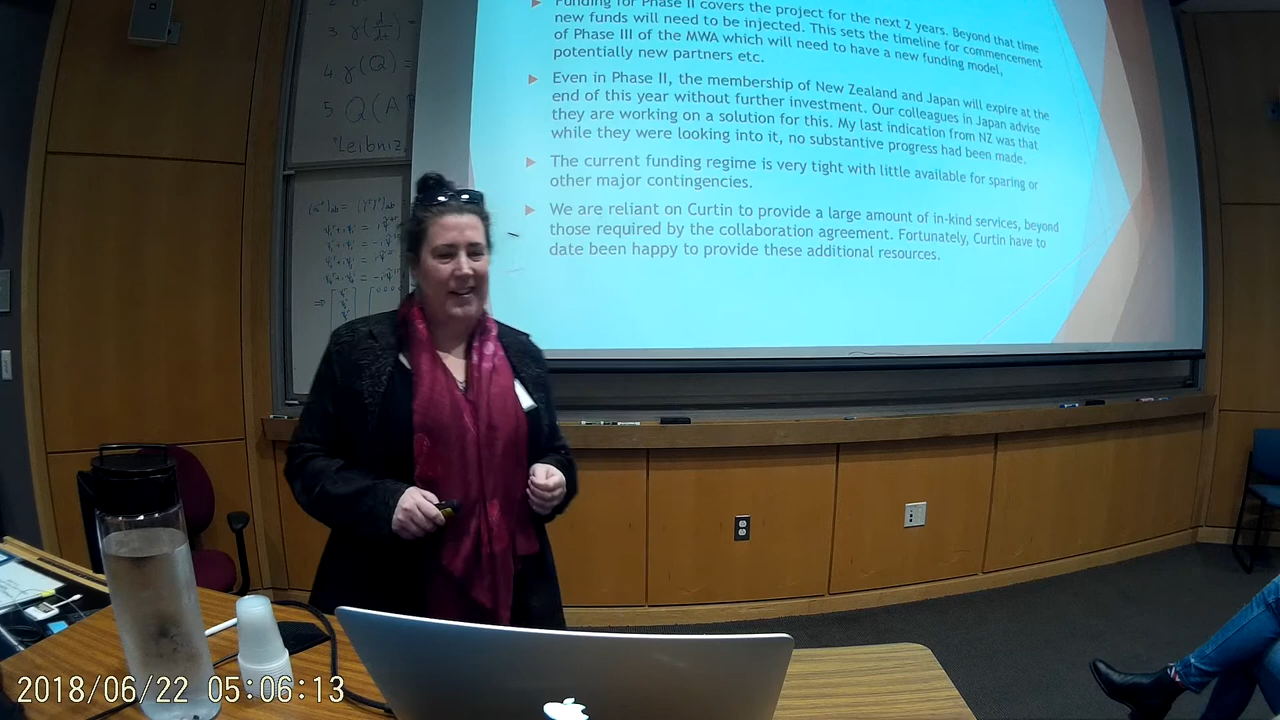 Funding for Phase II covers the project for the next 2 years. Beyond that time
new funds will need to be injected. This sets the timeline for commencement
of Phase III of the MWA which will need to have a new funding model,
potentially new partners etc.
Even in Phase II, the membership of New Zealand and Japan will expire at the
end of this year without further investment. Our colleagues in Japan advise
they are working on a solution for this. My last indication from NZ was that
while they were looking into it, no substantive progress had been made.
The current funding regime is very tight with little available for sparing or
other major contingencies.
We are reliant on Curtin to provide a large amount of in-kind services, beyond
those required by the collaboration agreement. Fortunately, Curtin have to
date been happy to provide these additional resources.
4 γ(Q) =
5 Q(A
"Leibniz
2018/06/22 05:06:13